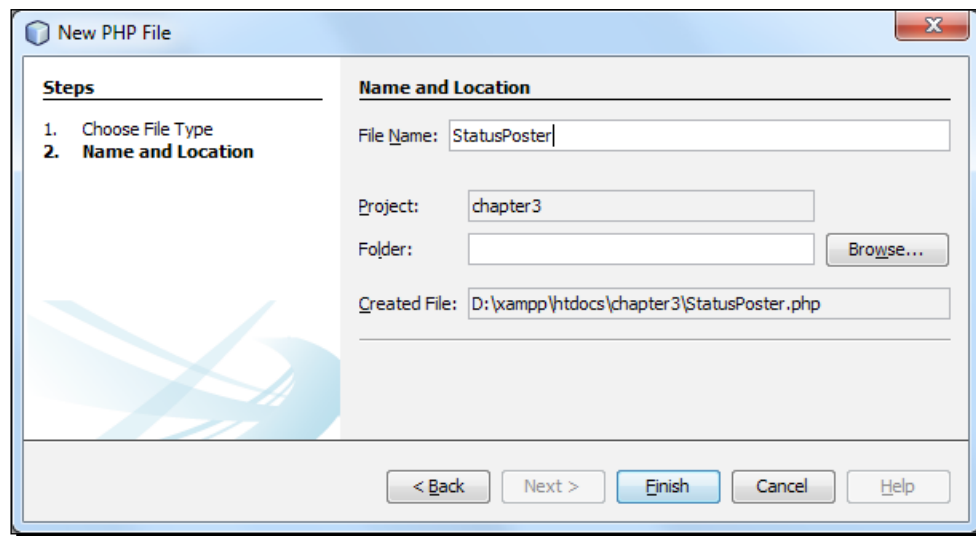 New PHP File
Steps
1. Choose File Type
2. Name and Location
Name and Location
File Name: StatusPoster
Project: chapter3
Folder:
Browse...
Created File: D:\xampp\htdocs\chapter3\StatusPoster.php
< Back
Next >
Finish
Cancel
Help